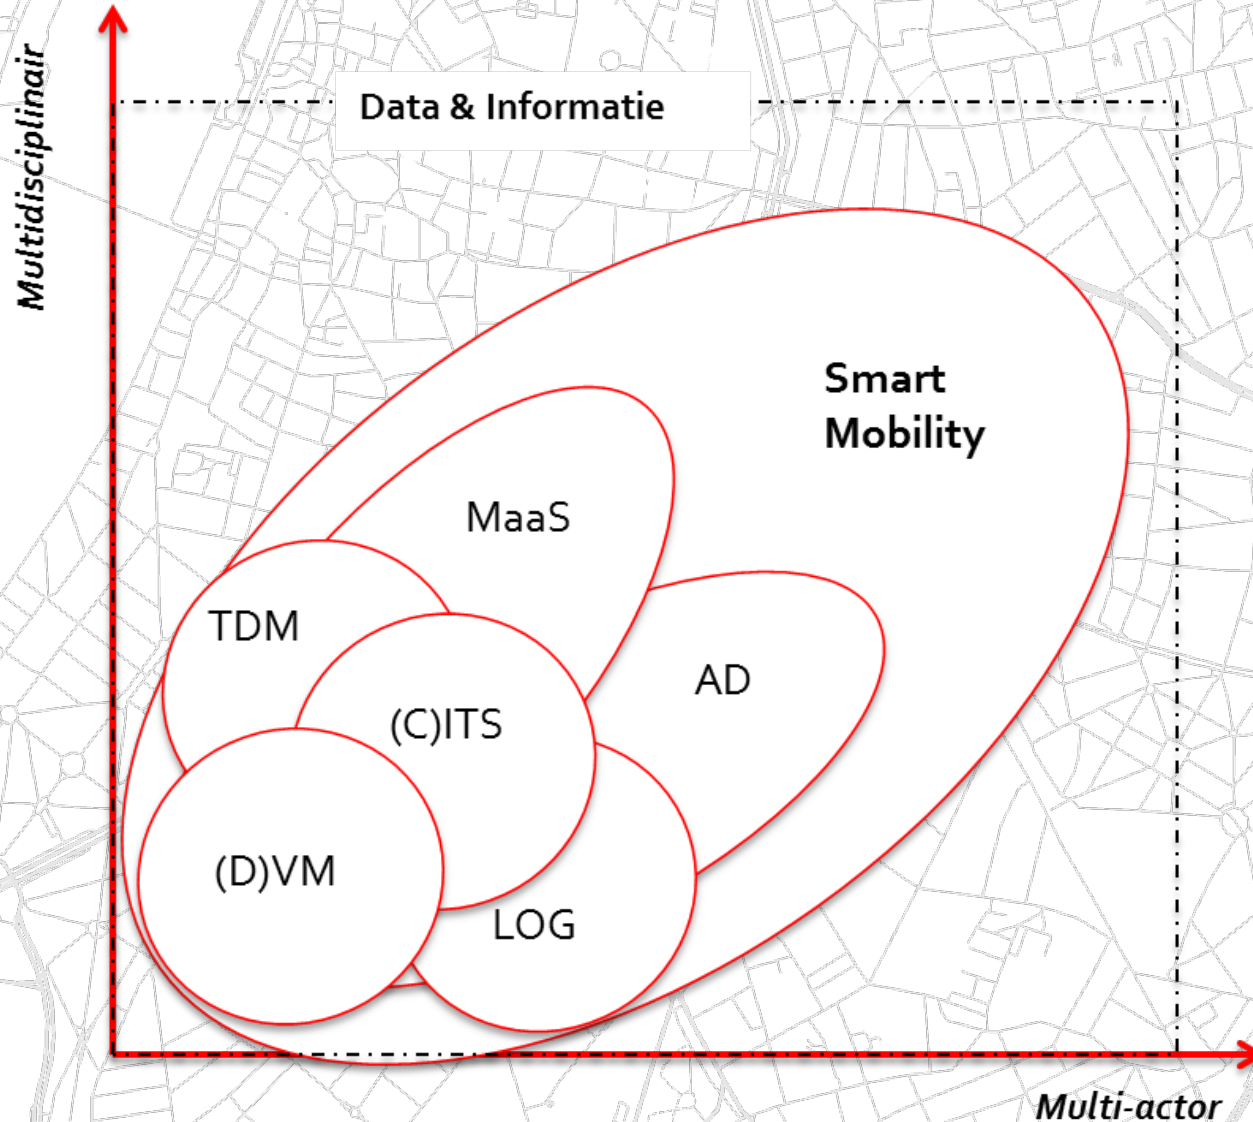 Multidisciplinair
Data & Informatie
Smart
Mobility
MaaS
TDM
AD
(C)ITS
(D)VM
LOG
Multi-actor